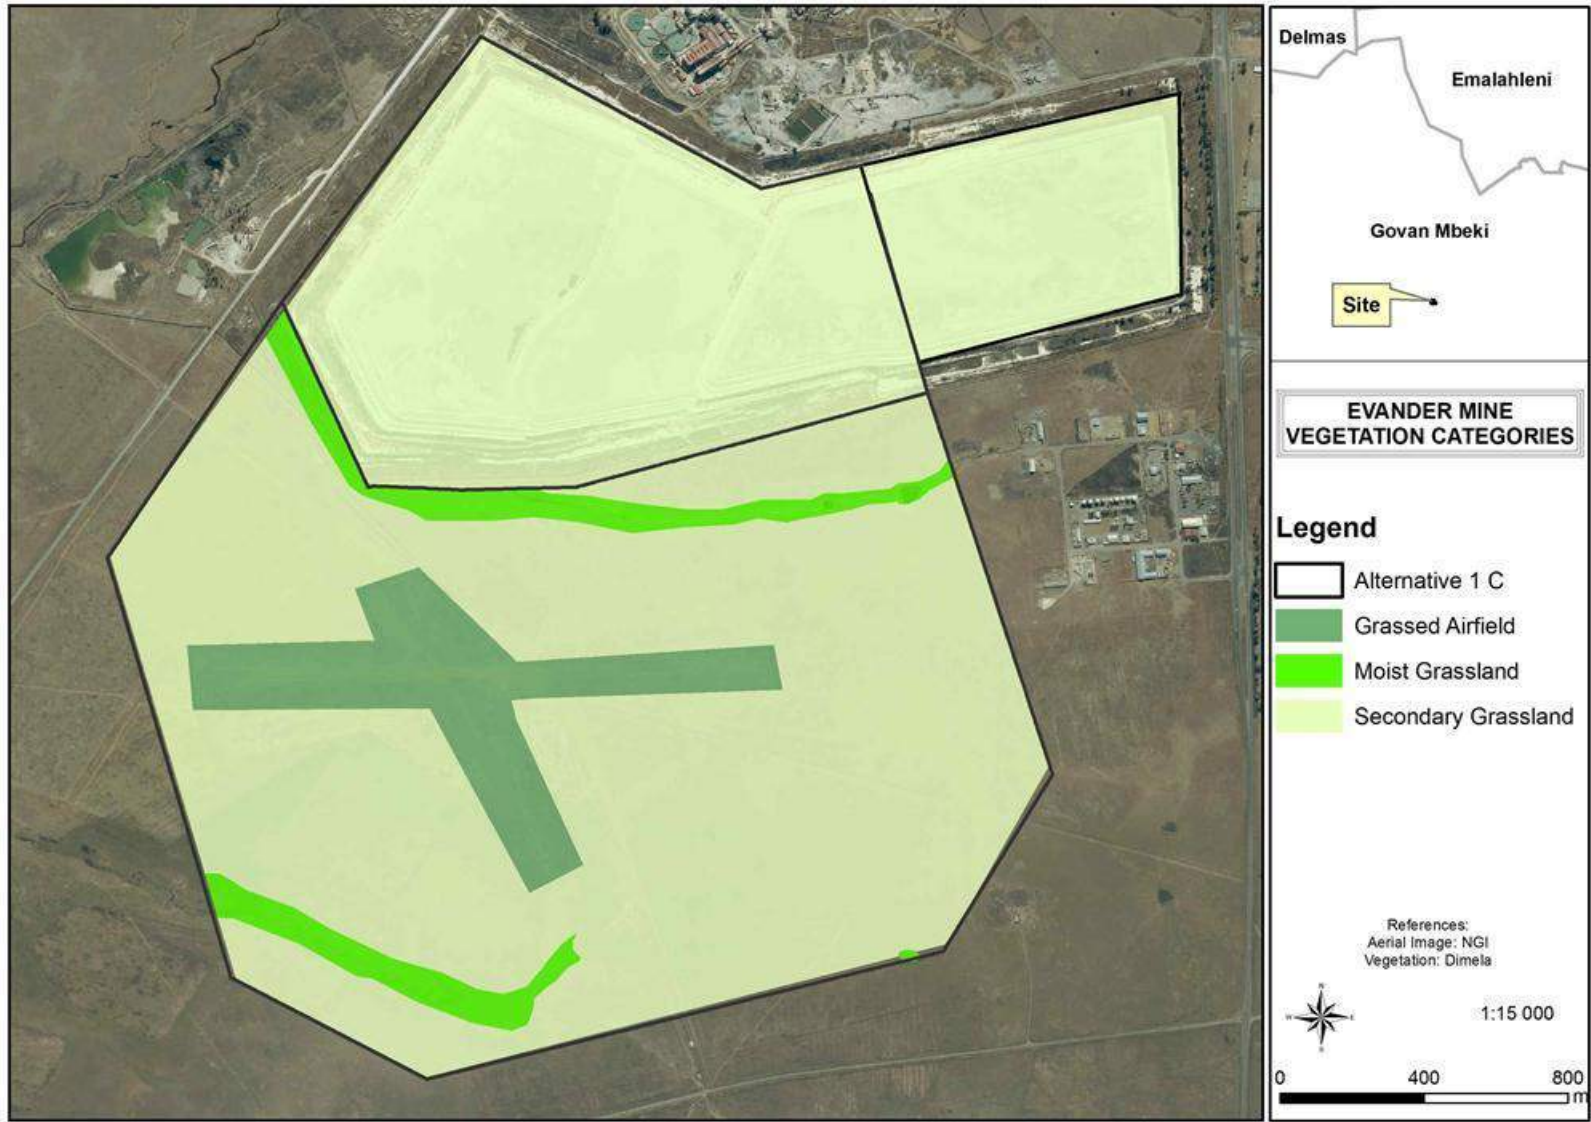 Delmas
Emalahleni
Govan Mbeki
Site
EVANDER MINE
VEGETATION CATEGORIES
Legend
Alternative 1 C
Grassed Airfield
Moist Grassland
Secondary Grassland
References:
Aerial Image: NGI
Vegetation: Dimela
N
W E
S
1:15 000
0 400 800
m